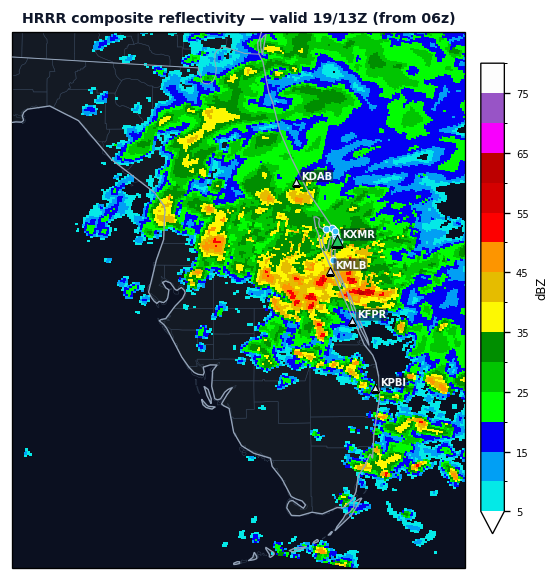 HRRR composite reflectivity — valid 19/13Z (from 06z)
75
65
KDAB
55
KXMR
KMLB
45
dBZ
KFPR
35
KPBI
25
15
5